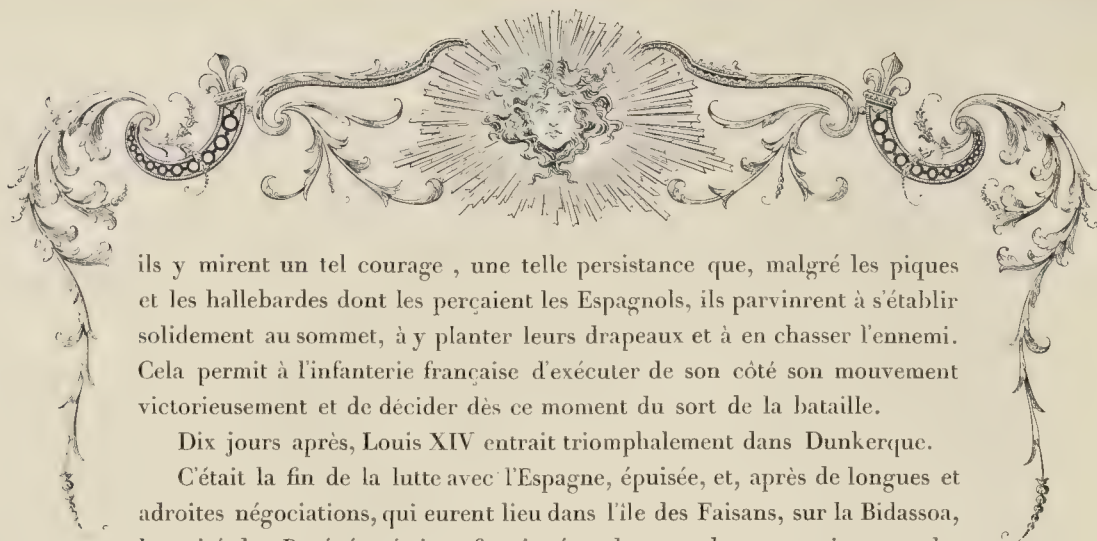 ils y mirent un tel courage , une telle persistance que, malgré les piques
et les hallebardes dont les perçaient les Espagnols, ils parvinrent à s'établir
solidement au sommet, à y planter leurs drapeaux et à en chasser l'ennemi.
Cela permit à l'infanterie française d'exécuter de son côté son mouvement
victorieusement et de décider dès ce moment du sort de la bataille.
Dix jours après, Louis XIV entrait triomphalement dans Dunkerque.
C'était la fin de la lutte avec l'Espagne, épuisée, et, après de longues et
adroites négociations, qui eurent lieu dans l'île des Faisans, sur la Bidassoa,